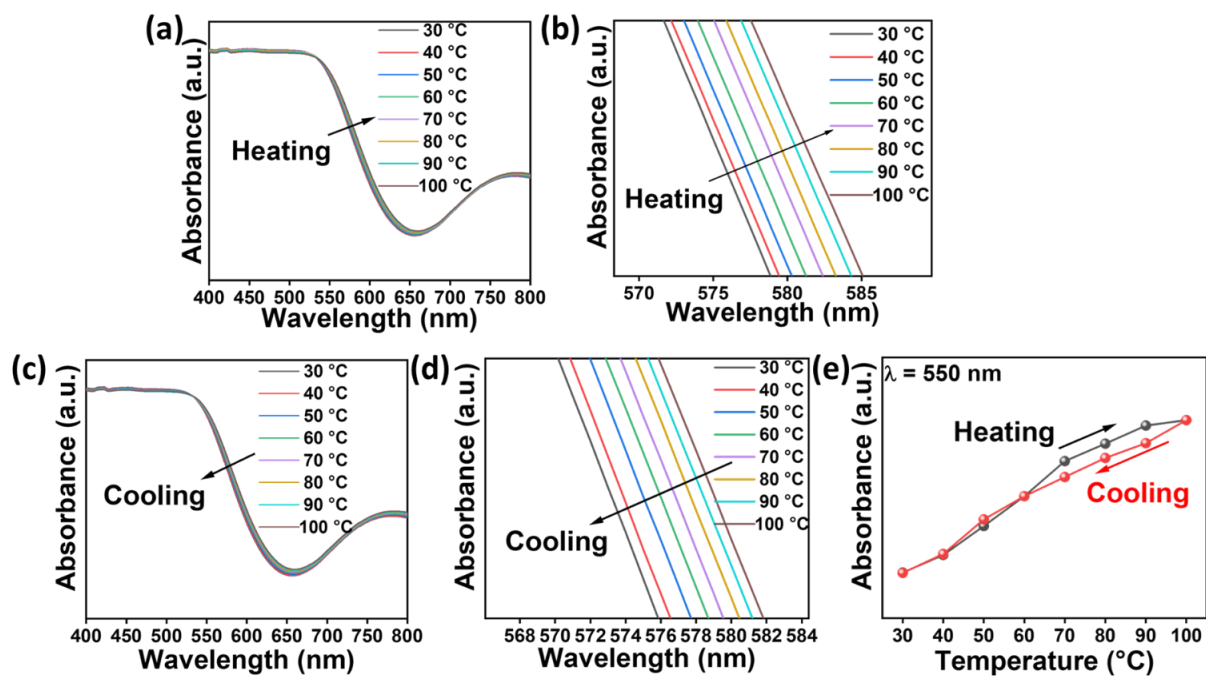 (a)
Absorbance (a.u.)
30 °C
40 °C
50 °C
60 °C
70 °C
80 °C
90 °C
100 °C
Heating
400 450 500 550 600 650 700 750 800
Wavelength (nm)
(b)
Absorbance (a.u.)
30 °C
40 °C
50 °C
60 °C
70 °C
80 °C
90 °C
100 °C
Heating
570 575 580 585
Wavelength (nm)
(c)
Absorbance (a.u.)
30 °C
40 °C
50 °C
60 °C
70 °C
80 °C
90 °C
100 °C
Cooling
400 450 500 550 600 650 700 750 800
Wavelength (nm)
(d)
Absorbance (a.u.)
30 °C
40 °C
50 °C
60 °C
70 °C
80 °C
90 °C
100 °C
Cooling
568 570 572 574 576 578 580 582 584
Wavelength (nm)
(e)
Absorbance (a.u.)
λ = 550 nm
Heating
Cooling
30 40 50 60 70 80 90 100
Temperature (°C)